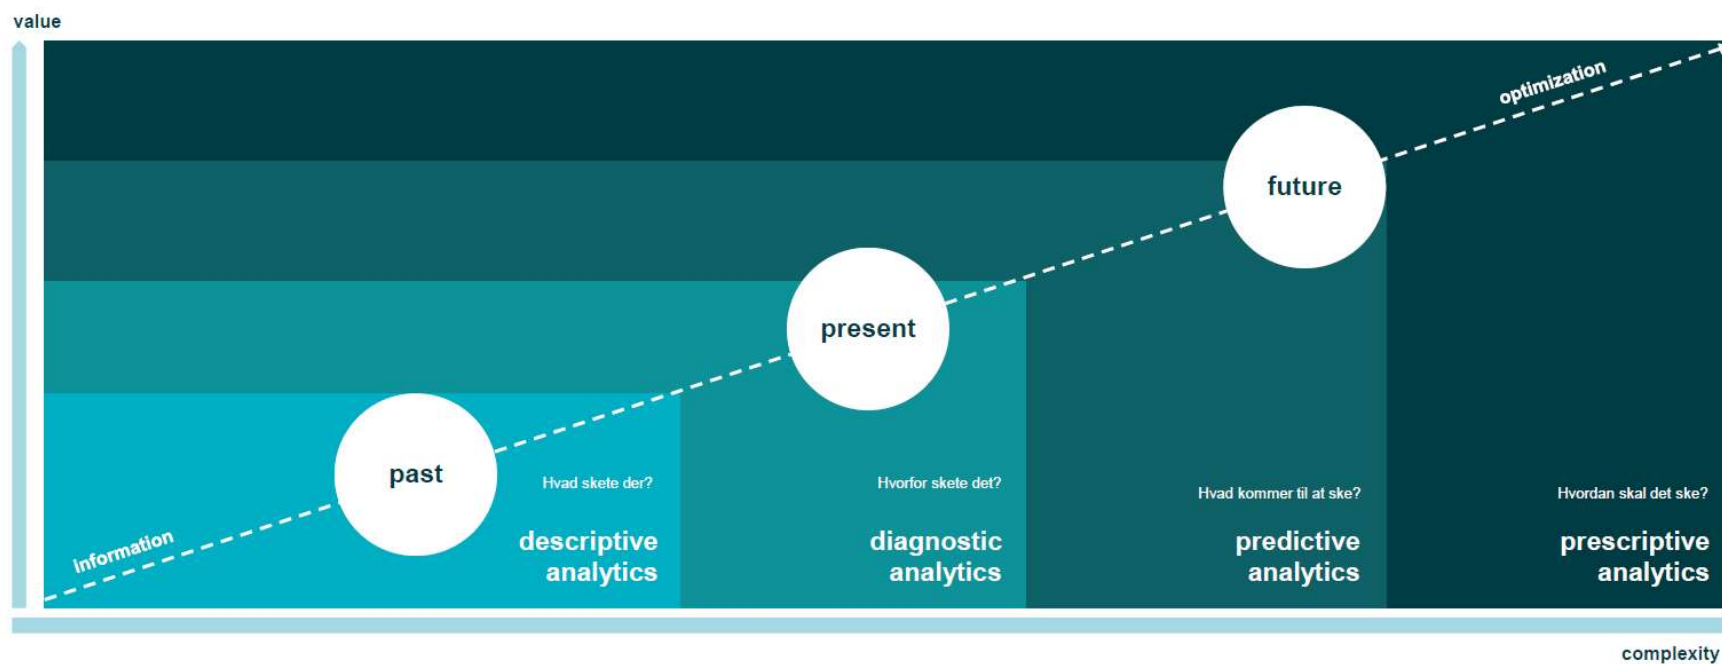 value
optimization
future
present
past
information
Hvad skete der?
descriptive
analytics
Hvorfor skete det?
diagnostic
analytics
Hvad kommer til at ske?
predictive
analytics
Hvordan skal det ske?
prescriptive
analytics
complexity